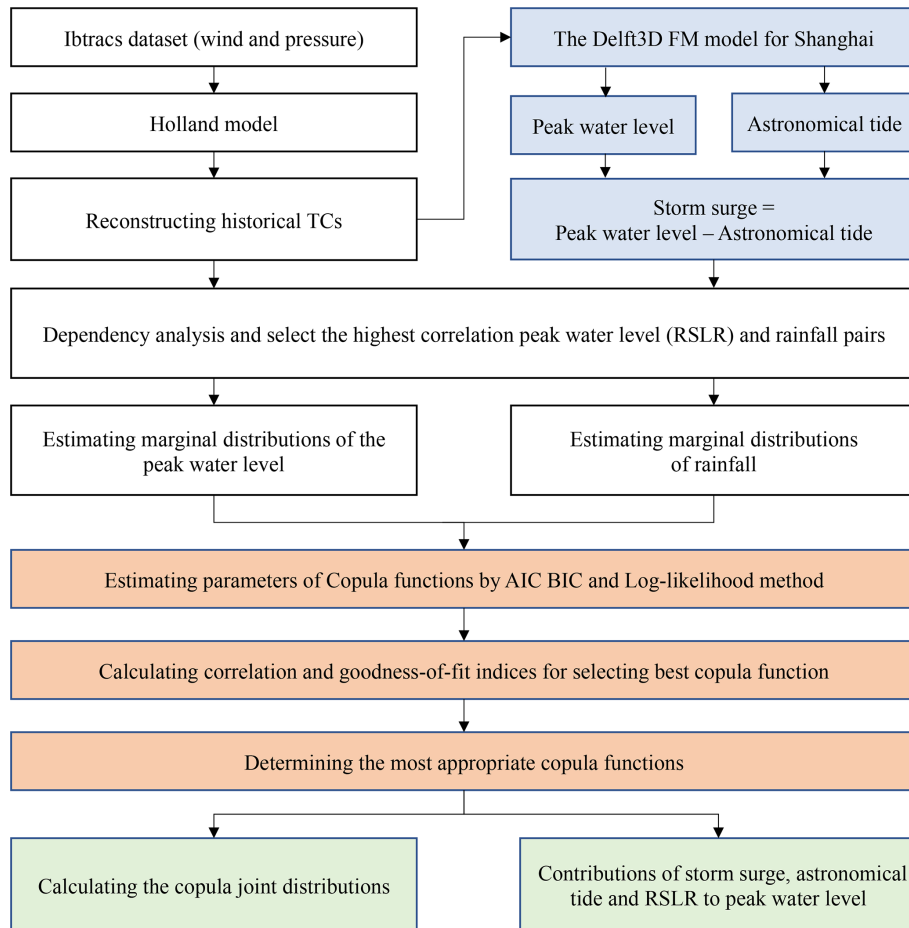 Ibtracs dataset (wind and pressure)
The Delft3D FM model for Shanghai
Holland model
Peak water level
Astronomical tide
Reconstructing historical TCs
Storm surge =
Peak water level – Astronomical tide
Dependency analysis and select the highest correlation peak water level (RSLR) and rainfall pairs
Estimating marginal distributions of the
peak water level
Estimating marginal distributions
of rainfall
Estimating parameters of Copula functions by AIC BIC and Log-likelihood method
Calculating correlation and goodness-of-fit indices for selecting best copula function
Determining the most appropriate copula functions
Calculating the copula joint distributions
Contributions of storm surge, astronomical
tide and RSLR to peak water level